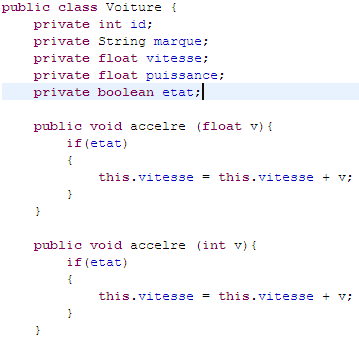 public class Voiture {
    private int id;
    private String marque;
    private float vitesse;
    private float puissance;
    private boolean etat;
    public void accelre (float v){
        if(etat)
        {
            this.vitesse = this.vitesse + v;
        }
    }
    public void accelre (int v){
        if(etat)
        {
            this.vitesse = this.vitesse + v;
        }
    }